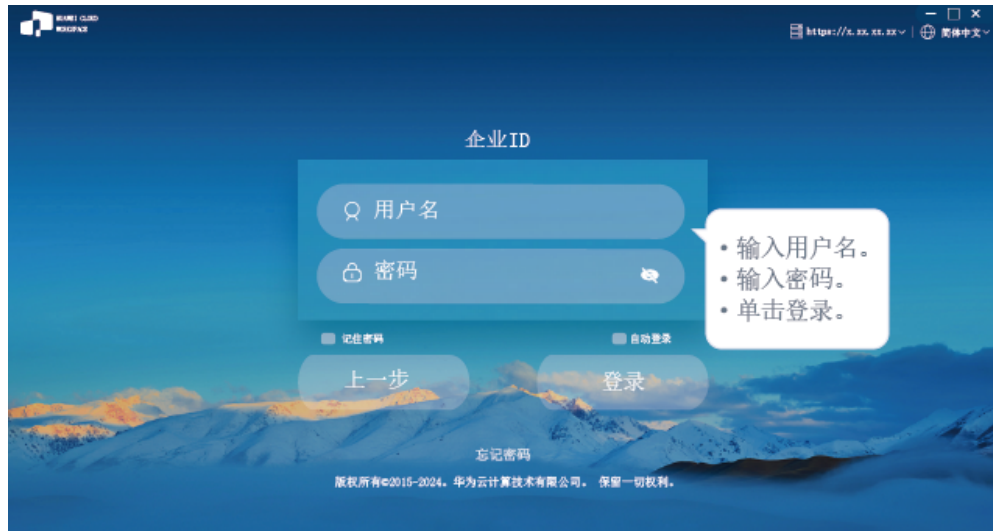 HUAWEI CLOUD
WORKSPACE
https://x.xx.xx.xx
简体中文
企业ID
用户名
密码
• 输入用户名。
• 输入密码。
• 单击登录。
记住密码
自动登录
上一步
登录
忘记密码
版权所有©2015-2024。华为云计算技术有限公司。 保留一切权利。